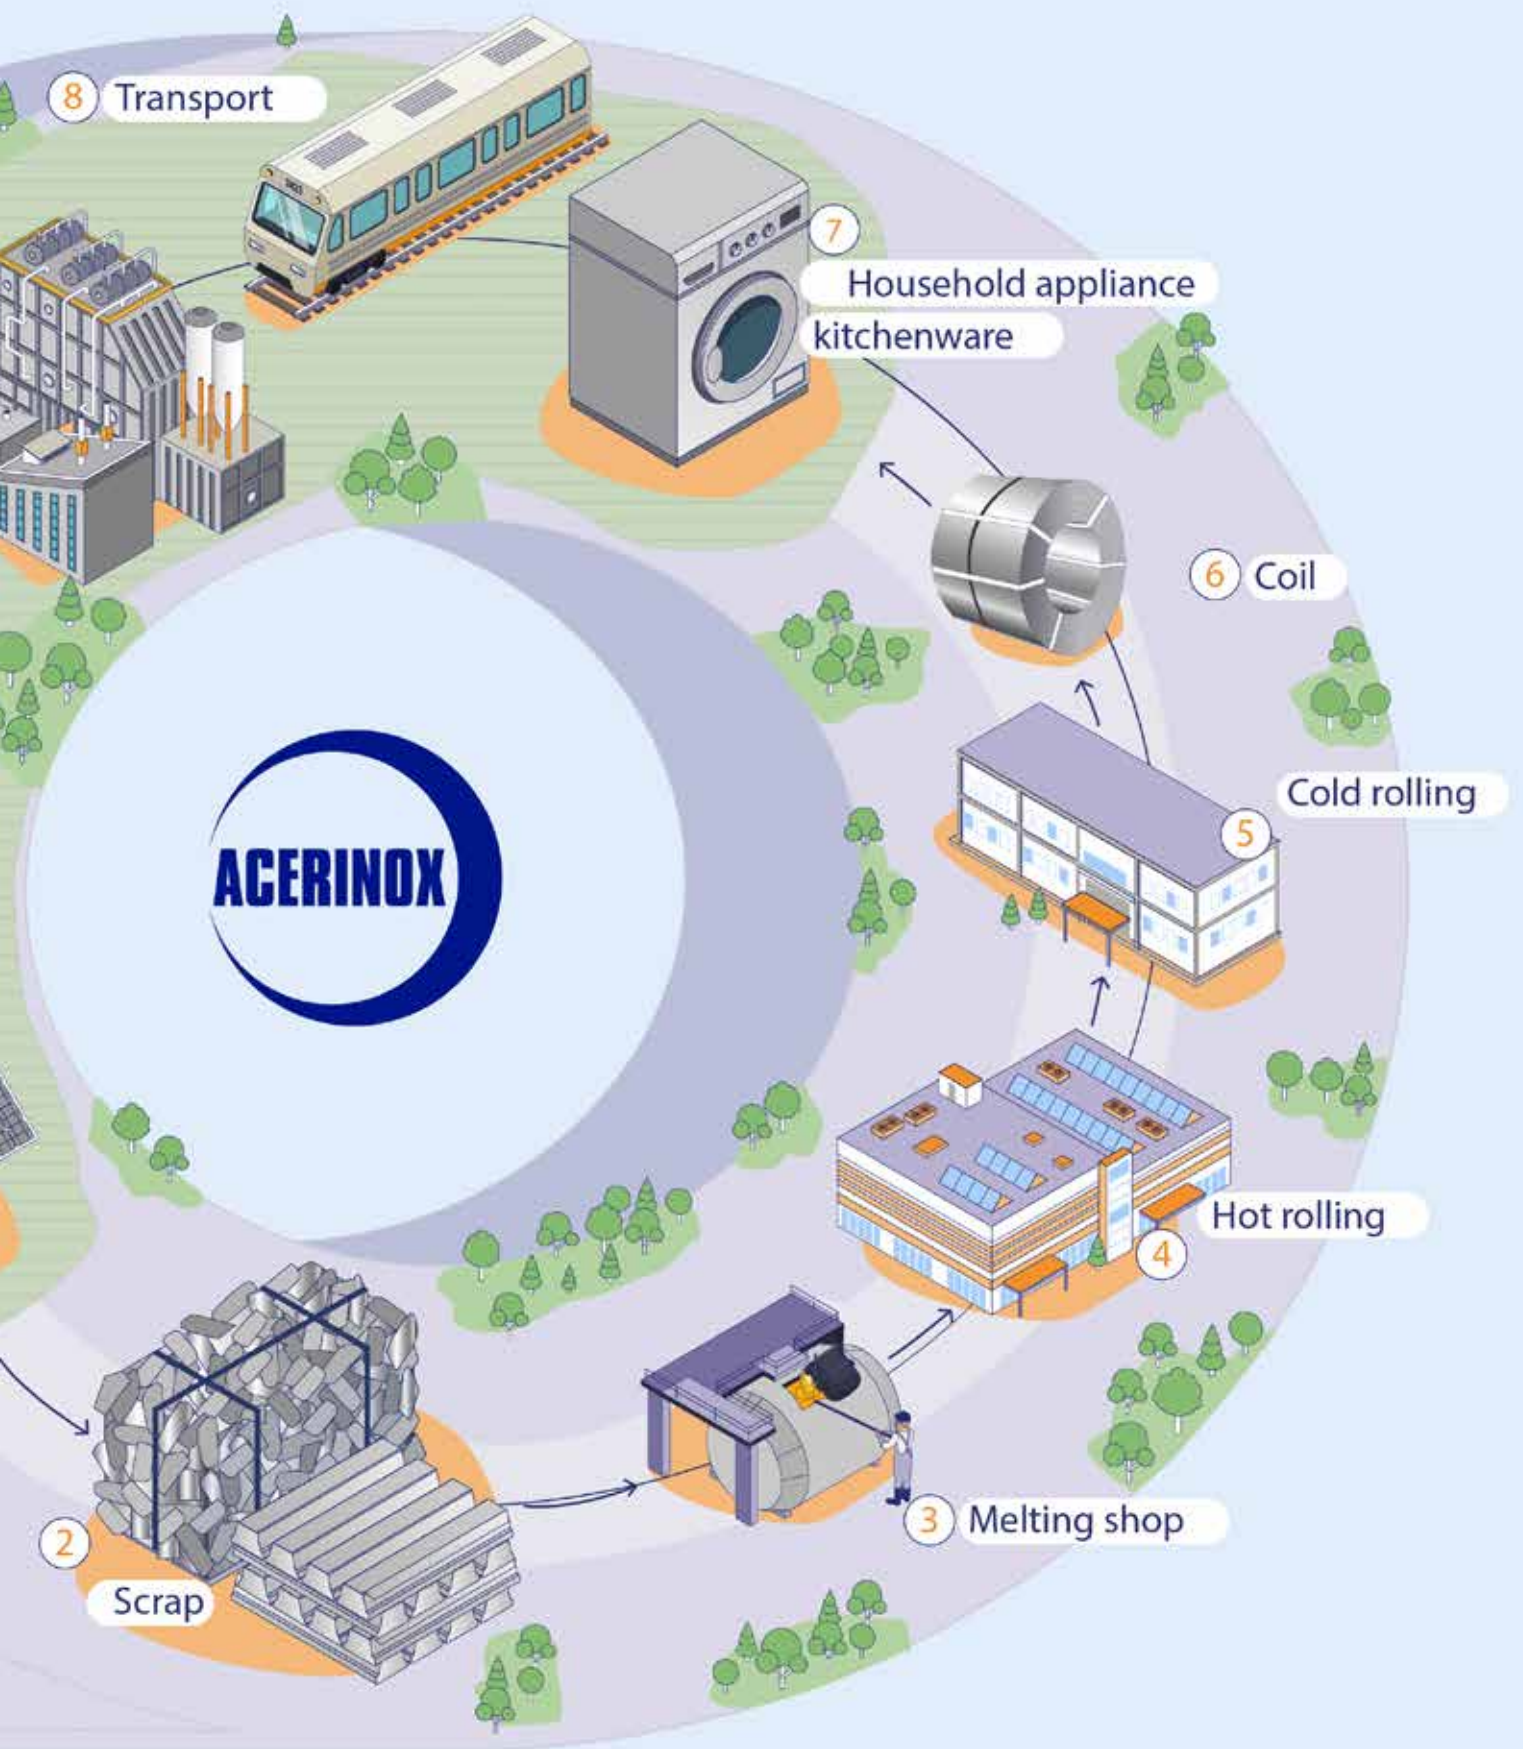 8 Transport
7
Household appliance
kitchenware
6 Coil
Cold rolling
5
ACERINOX
Hot rolling
4
3 Melting shop
2
Scrap